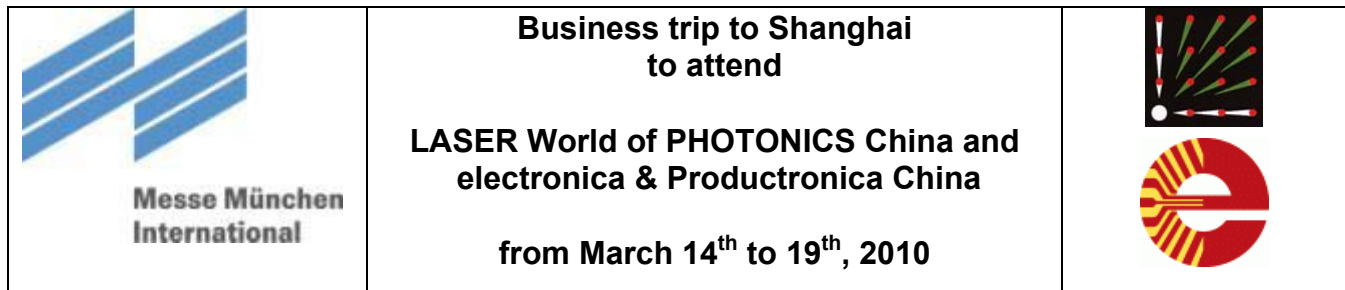 Messe München
International
Business trip to Shanghai
to attend
LASER World of PHOTONICS China and
electronica & Productronica China
from March 14th to 19th, 2010